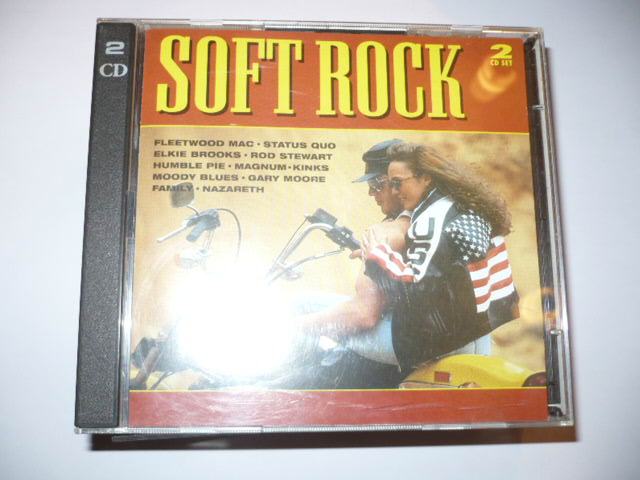 2
CD
SOFT ROCK
2
CD SET
FLEETWOOD MAC · STATUS QUO
ELKIE BROOKS · ROD STEWART
HUMBLE PIE · MAGNUM · KINKS
MOODY BLUES · GARY MOORE
FAMILY · NAZARETH
US